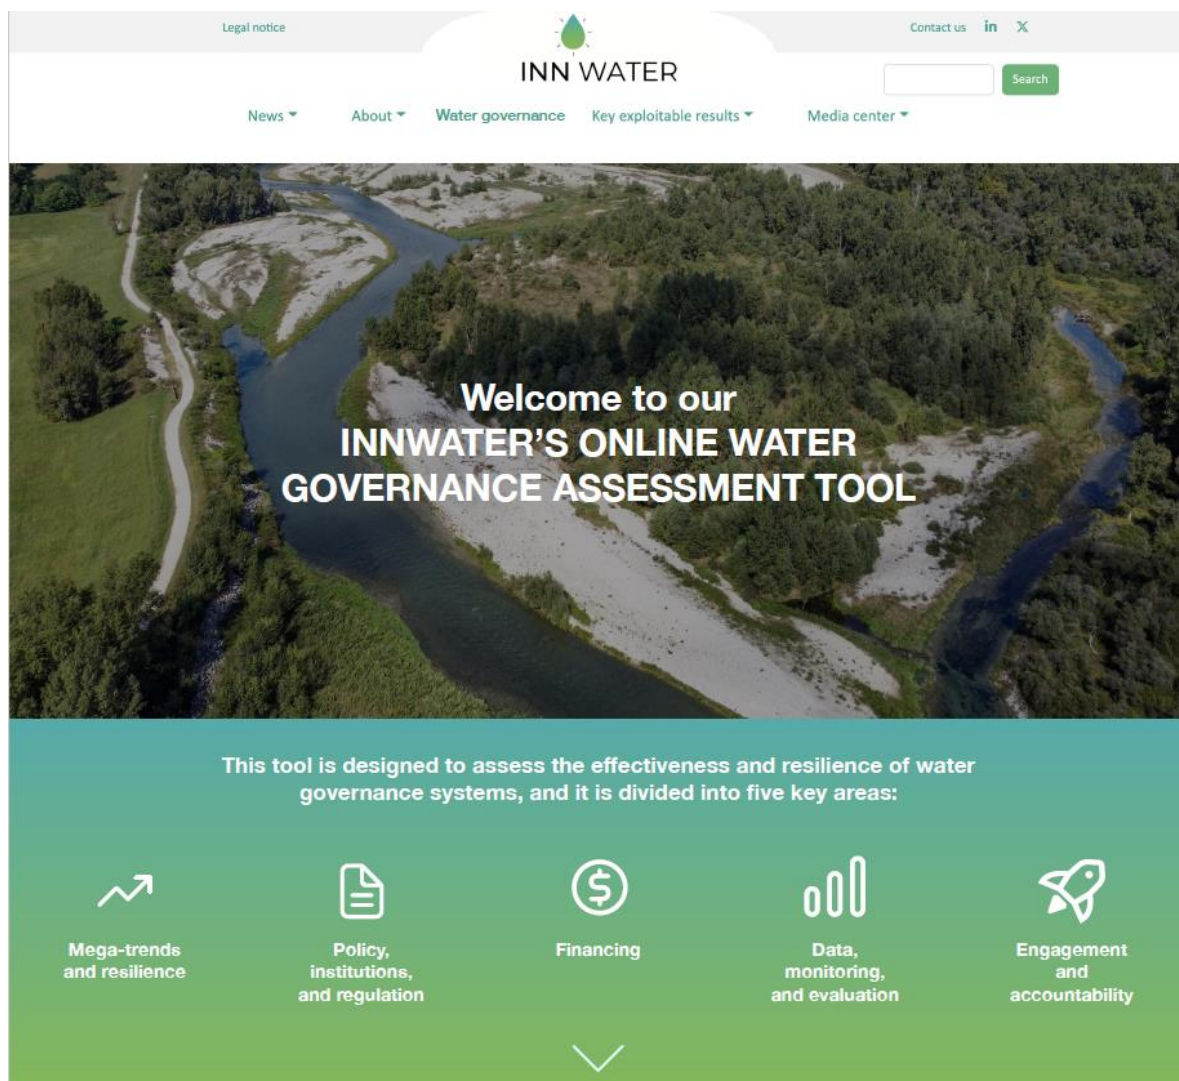 Legal notice
Contact us in X
INN WATER
Search
News About Water governance Key exploitable results Media center
Welcome to our
INNWATER'S ONLINE WATER
GOVERNANCE ASSESSMENT TOOL
This tool is designed to assess the effectiveness and resilience of water
governance systems, and it is divided into five key areas:
Mega-trends
and resilience
Policy,
institutions,
and regulation
Financing
Data,
monitoring,
and evaluation
Engagement
and
accountability